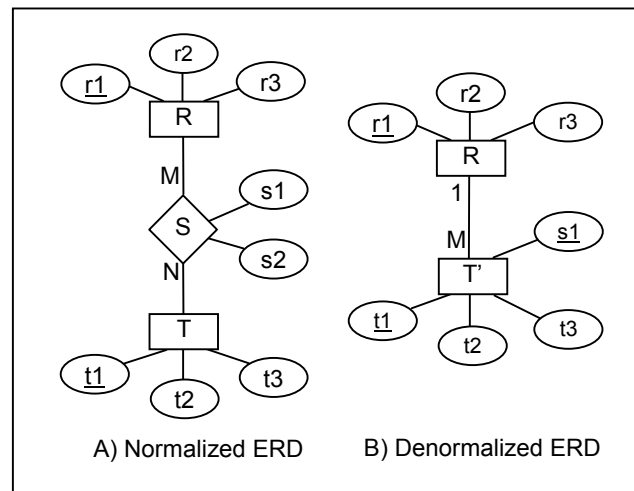 r2
r1
r3
R
M
S
s1
s2
N
T
t1
t2
t3
A) Normalized ERD
r2
r1
r3
R
1
M
s1
T’
t1
t2
t3
B) Denormalized ERD